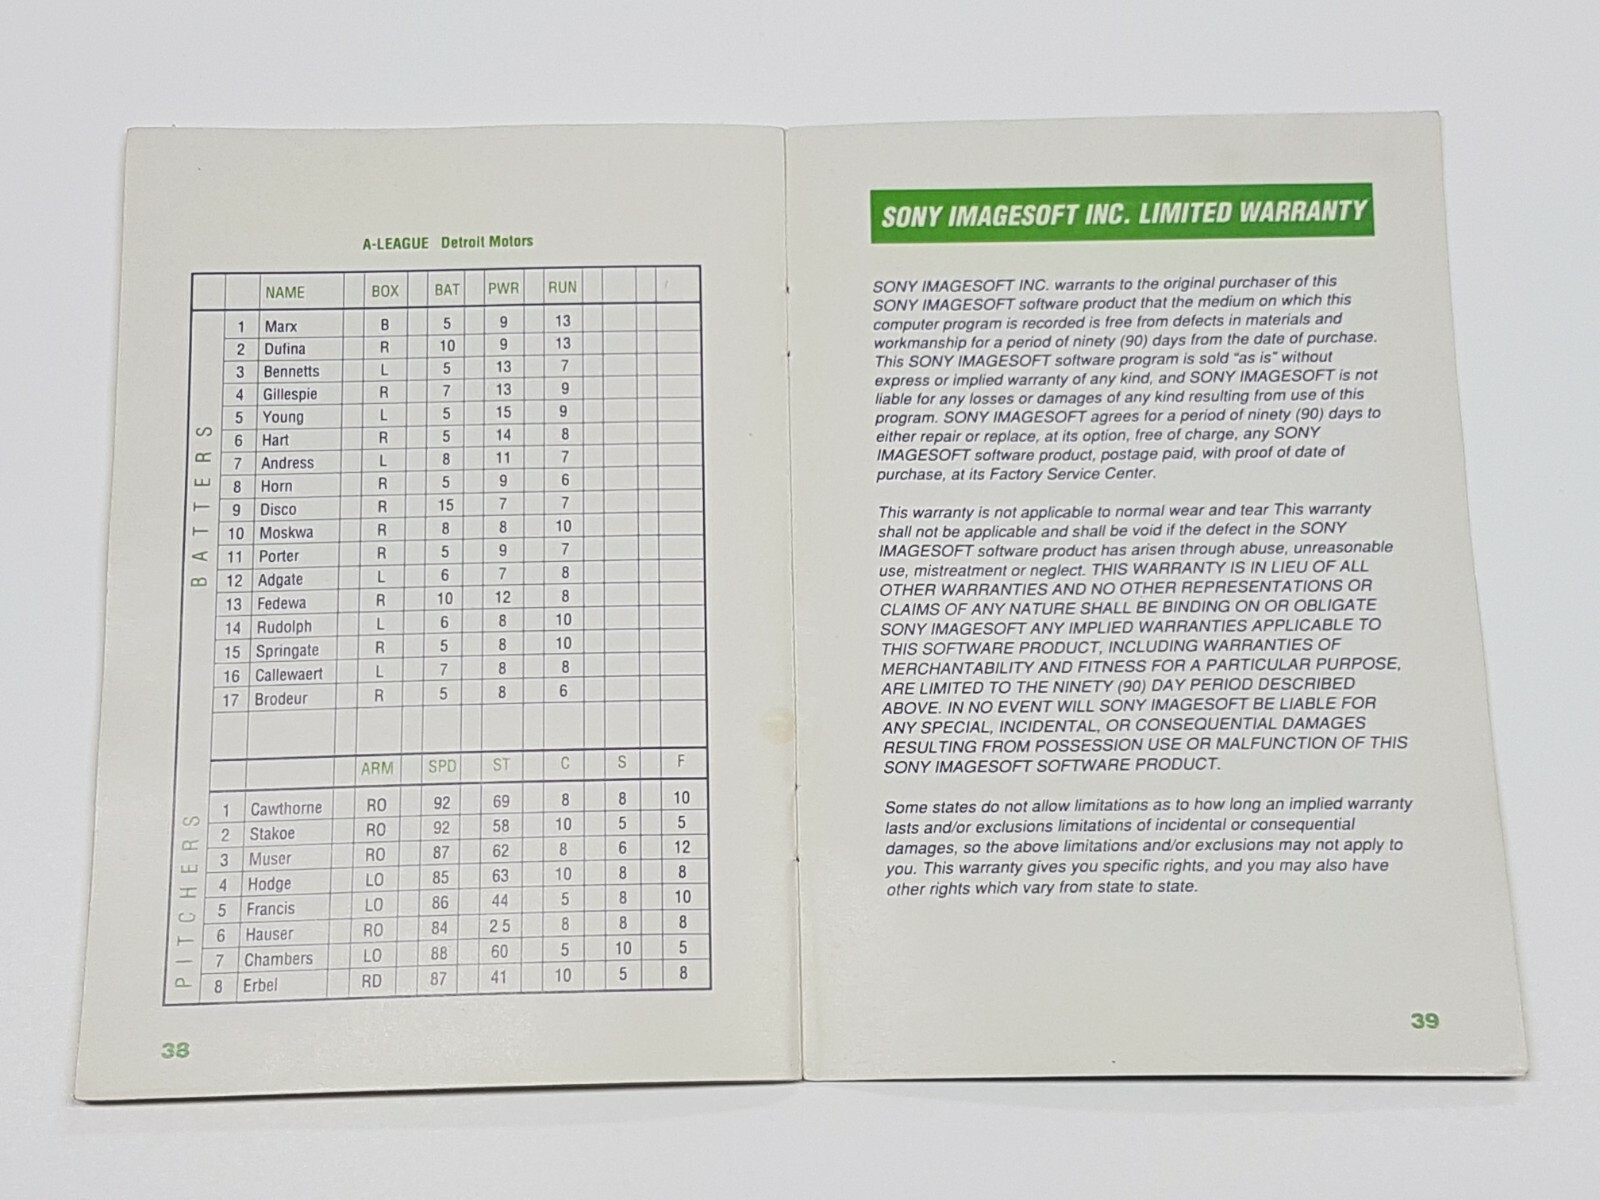 A-LEAGUE Detroit Motors
NAME BOX BAT PWR RUN
BATTERS
1 Marx B 5 9 13
2 Dufina R 10 9 13
3 Bennetts L 5 13 7
4 Gillespie R 7 13 9
5 Young L 5 15 9
6 Hart R 5 14 8
7 Andress L 8 11 7
8 Horn R 5 9 6
9 Disco R 15 7 7
10 Moskwa R 8 8 10
11 Porter R 5 9 7
12 Adgate L 6 7 8
13 Fedewa R 10 12 8
14 Rudolph L 6 8 10
15 Springate R 5 8 10
16 Callewaert L 7 8 8
17 Brodeur R 5 8 6
ARM SPD ST C S F
PITCHERS
1 Cawthorne RO 92 69 8 8 10
2 Stakoe RO 92 58 10 5 5
3 Muser RO 87 62 8 6 12
4 Hodge LO 85 63 10 8 8
5 Francis LO 86 44 5 8 10
6 Hauser RO 84 25 8 8 8
7 Chambers LO 88 60 5 10 5
8 Erbel RD 87 41 10 5 8
38
SONY IMAGESOFT INC. LIMITED WARRANTY
SONY IMAGESOFT INC. warrants to the original purchaser of this
SONY IMAGESOFT software product that the medium on which this
computer program is recorded is free from defects in materials and
workmanship for a period of ninety (90) days from the date of purchase.
This SONY IMAGESOFT software program is sold "as is" without
express or implied warranty of any kind, and SONY IMAGESOFT is not
liable for any losses or damages of any kind resulting from use of this
program. SONY IMAGESOFT agrees for a period of ninety (90) days to
either repair or replace, at its option, free of charge, any SONY
IMAGESOFT software product, postage paid, with proof of date of
purchase, at its Factory Service Center.
This warranty is not applicable to normal wear and tear This warranty
shall not be applicable and shall be void if the defect in the SONY
IMAGESOFT software product has arisen through abuse, unreasonable
use, mistreatment or neglect. THIS WARRANTY IS IN LIEU OF ALL
OTHER WARRANTIES AND NO OTHER REPRESENTATIONS OR
CLAIMS OF ANY NATURE SHALL BE BINDING ON OR OBLIGATE
SONY IMAGESOFT ANY IMPLIED WARRANTIES APPLICABLE TO
THIS SOFTWARE PRODUCT, INCLUDING WARRANTIES OF
MERCHANTABILITY AND FITNESS FOR A PARTICULAR PURPOSE,
ARE LIMITED TO THE NINETY (90) DAY PERIOD DESCRIBED
ABOVE. IN NO EVENT WILL SONY IMAGESOFT BE LIABLE FOR
ANY SPECIAL, INCIDENTAL, OR CONSEQUENTIAL DAMAGES
RESULTING FROM POSSESSION USE OR MALFUNCTION OF THIS
SONY IMAGESOFT SOFTWARE PRODUCT.
Some states do not allow limitations as to how long an implied warranty
lasts and/or exclusions limitations of incidental or consequential
damages, so the above limitations and/or exclusions may not apply to
you. This warranty gives you specific rights, and you may also have
other rights which vary from state to state.
39